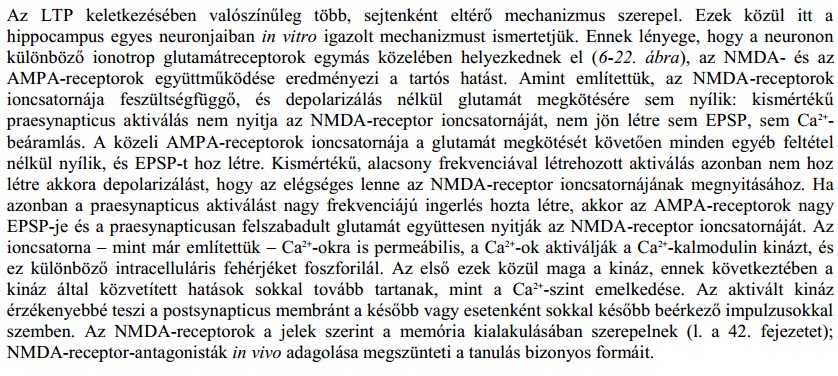 Az LTP keletkezésében valószínűleg több, sejtenként eltérő mechanizmus szerepel. Ezek közül itt a
hippocampus egyes neuronjaiban in vitro igazolt mechanizmust ismertetjük. Ennek lényege, hogy a neuronon
különböző ionotrop glutamátreceptorok egymás közelében helyezkednek el (6-22. ábra), az NMDA- és az
AMPA-receptorok együttműködése eredményezi a tartós hatást. Amint említettük, az NMDA-receptorok
ioncsatornája feszültségfüggő, és depolarizálás nélkül glutamát megkötésére sem nyílik: kismértékű
praesynapticus aktiválás nem nyitja az NMDA-receptor ioncsatornáját, nem jön létre sem EPSP, sem Ca²⁺-
beáramlás. A közeli AMPA-receptorok ioncsatornája a glutamát megkötését követően minden egyéb feltétel
nélkül nyílik, és EPSP-t hoz létre. Kismértékű, alacsony frekvenciával létrehozott aktiválás azonban nem hoz
létre akkora depolarizálást, hogy az elégséges lenne az NMDA-receptor ioncsatornájának megnyitásához. Ha
azonban a praesynapticus aktiválást nagy frekvenciájú ingerlés hozta létre, akkor az AMPA-receptorok nagy
EPSP-je és a praesynapticusan felszabadult glutamát együttesen nyitják az NMDA-receptor ioncsatornáját. Az
ioncsatorna – mint már említettük – Ca²⁺-okra is permeábilis, a Ca²⁺-ok aktiválják a Ca²⁺-kalmodulin kinázt, és
ez különböző intracelluláris fehérjéket foszforilál. Az első ezek közül maga a kináz, ennek következtében a
kináz által közvetített hatások sokkal tovább tartanak, mint a Ca²⁺-szint emelkedése. Az aktivált kináz
érzékenyebbé teszi a postsynapticus membránt a később vagy esetenként sokkal később beérkező impulzusokkal
szemben. Az NMDA-receptorok a jelek szerint a memória kialakulásában szerepelnek (l. a 42. fejezetet);
NMDA-receptor-antagonisták in vivo adagolása megszünteti a tanulás bizonyos formáit.